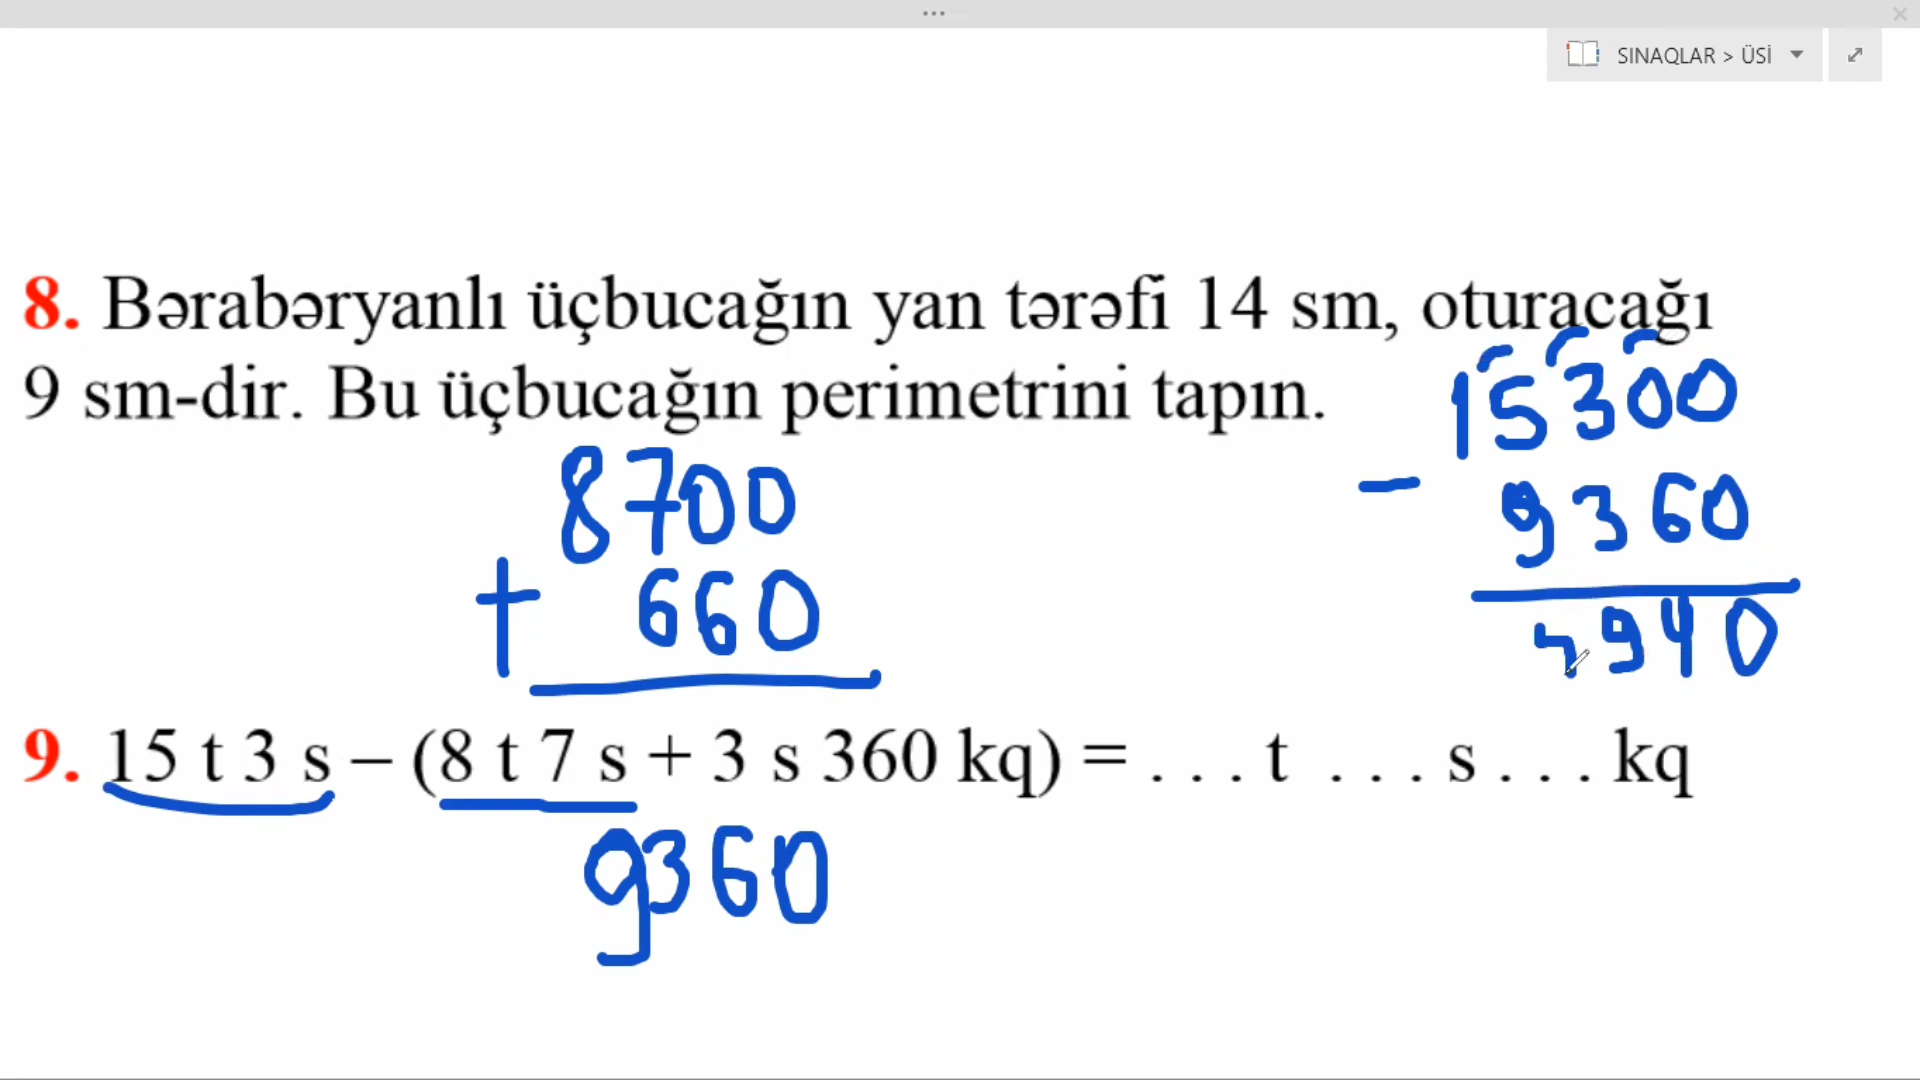 SINAQLAR > ÜSİ
8. Bərabəryanlı üçbucağın yan tərəfi 14 sm, oturacağı
9 sm-dir. Bu üçbucağın perimetrini tapın.
15300
- 9360
940
8700
+ 660
9. 15 t 3 s – (8 t 7 s + 3 s 360 kq) = . . . t . . . s . . . kq
9360